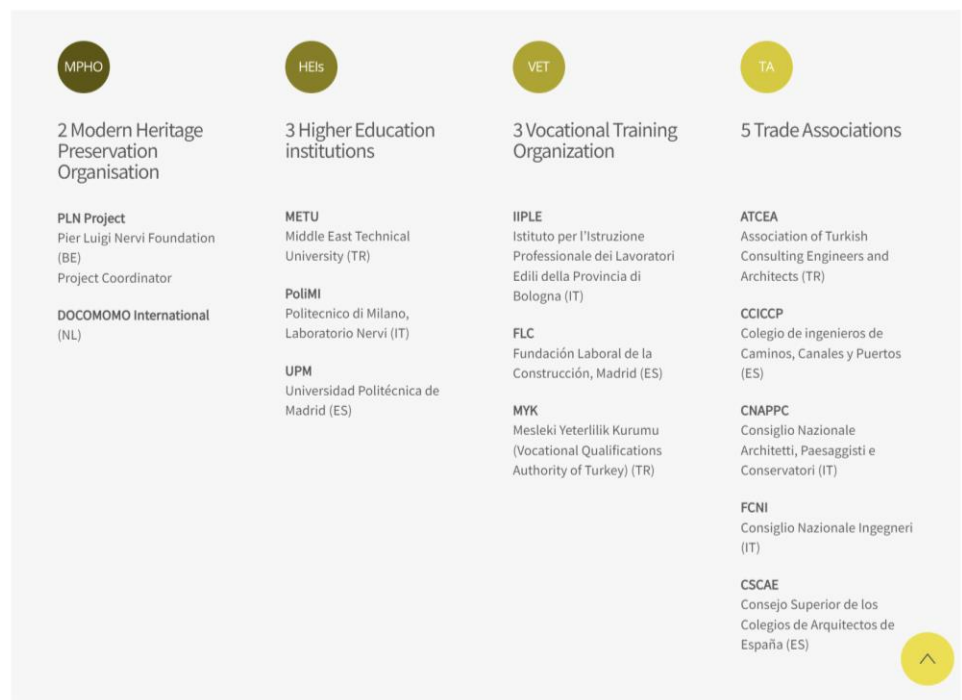 MPHO
2 Modern Heritage
Preservation
Organisation
PLN Project
Pier Luigi Nervi Foundation
(BE)
Project Coordinator
DOCOMOMO International
(NL)
HEIs
3 Higher Education
institutions
METU
Middle East Technical
University (TR)
PoliMI
Politecnico di Milano,
Laboratorio Nervi (IT)
UPM
Universidad Politécnica de
Madrid (ES)
VET
3 Vocational Training
Organization
IIPLE
Istituto per l'Istruzione
Professionale dei Lavoratori
Edili della Provincia di
Bologna (IT)
FLC
Fundación Laboral de la
Construcción, Madrid (ES)
MYK
Mesleki Yeterlilik Kurumu
(Vocational Qualifications
Authority of Turkey) (TR)
TA
5 Trade Associations
ATCEA
Association of Turkish
Consulting Engineers and
Architects (TR)
CCICCP
Colegio de ingenieros de
Caminos, Canales y Puertos
(ES)
CNAPPC
Consiglio Nazionale
Architetti, Paesaggisti e
Conservatori (IT)
FCNI
Consiglio Nazionale Ingegneri
(IT)
CSCAE
Consejo Superior de los
Colegios de Arquitectos de
España (ES)